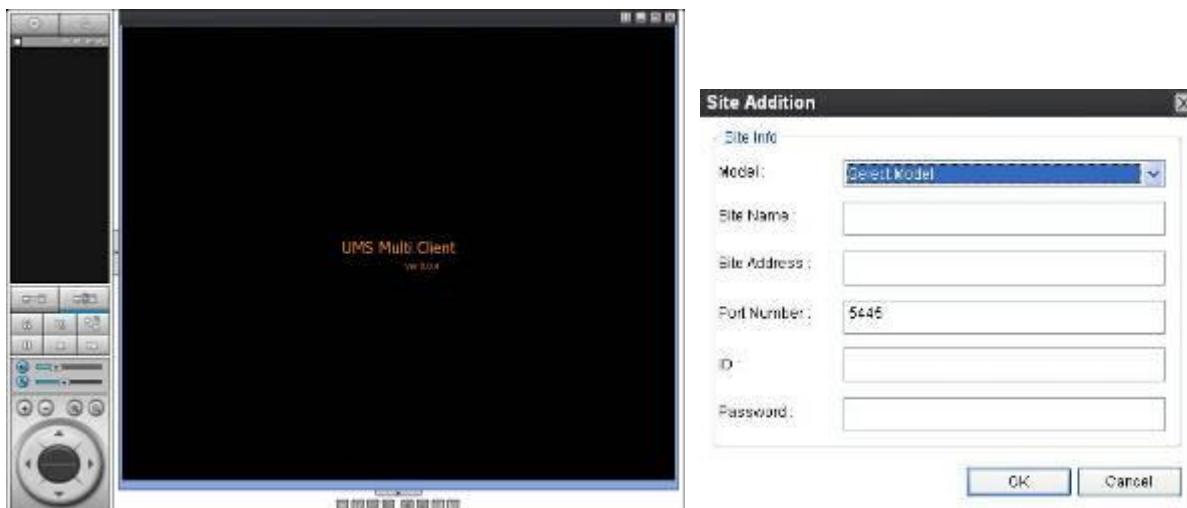 UMS Multi Client
Site Addition
Site Info
Model :
Select Model
Site Name :
Site Address :
Port Number :
5445
ID :
Password :
OK
Cancel